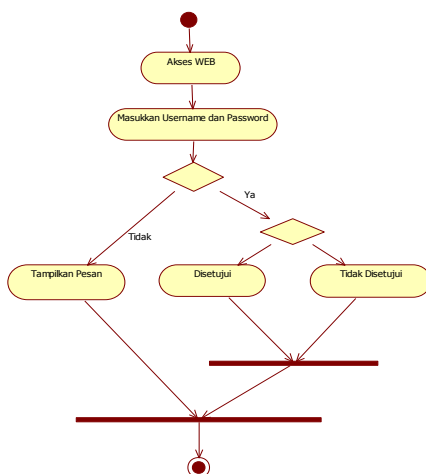 Akses WEB
Masukkan Username dan Password
Ya
Tidak
Tampilkan Pesan
Disetujui
Tidak Disetujui